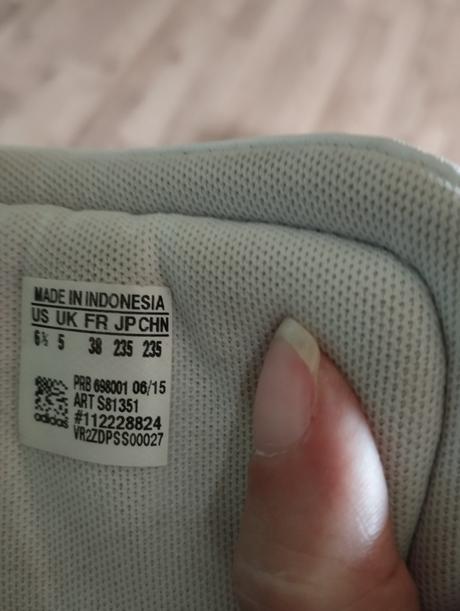 MADE IN INDONESIA
US UK FR JP CHN
6½ 5 38 235 235
PRB 698001 06/15
ART S81351
#112228824
adidas VR2ZDPSS00027